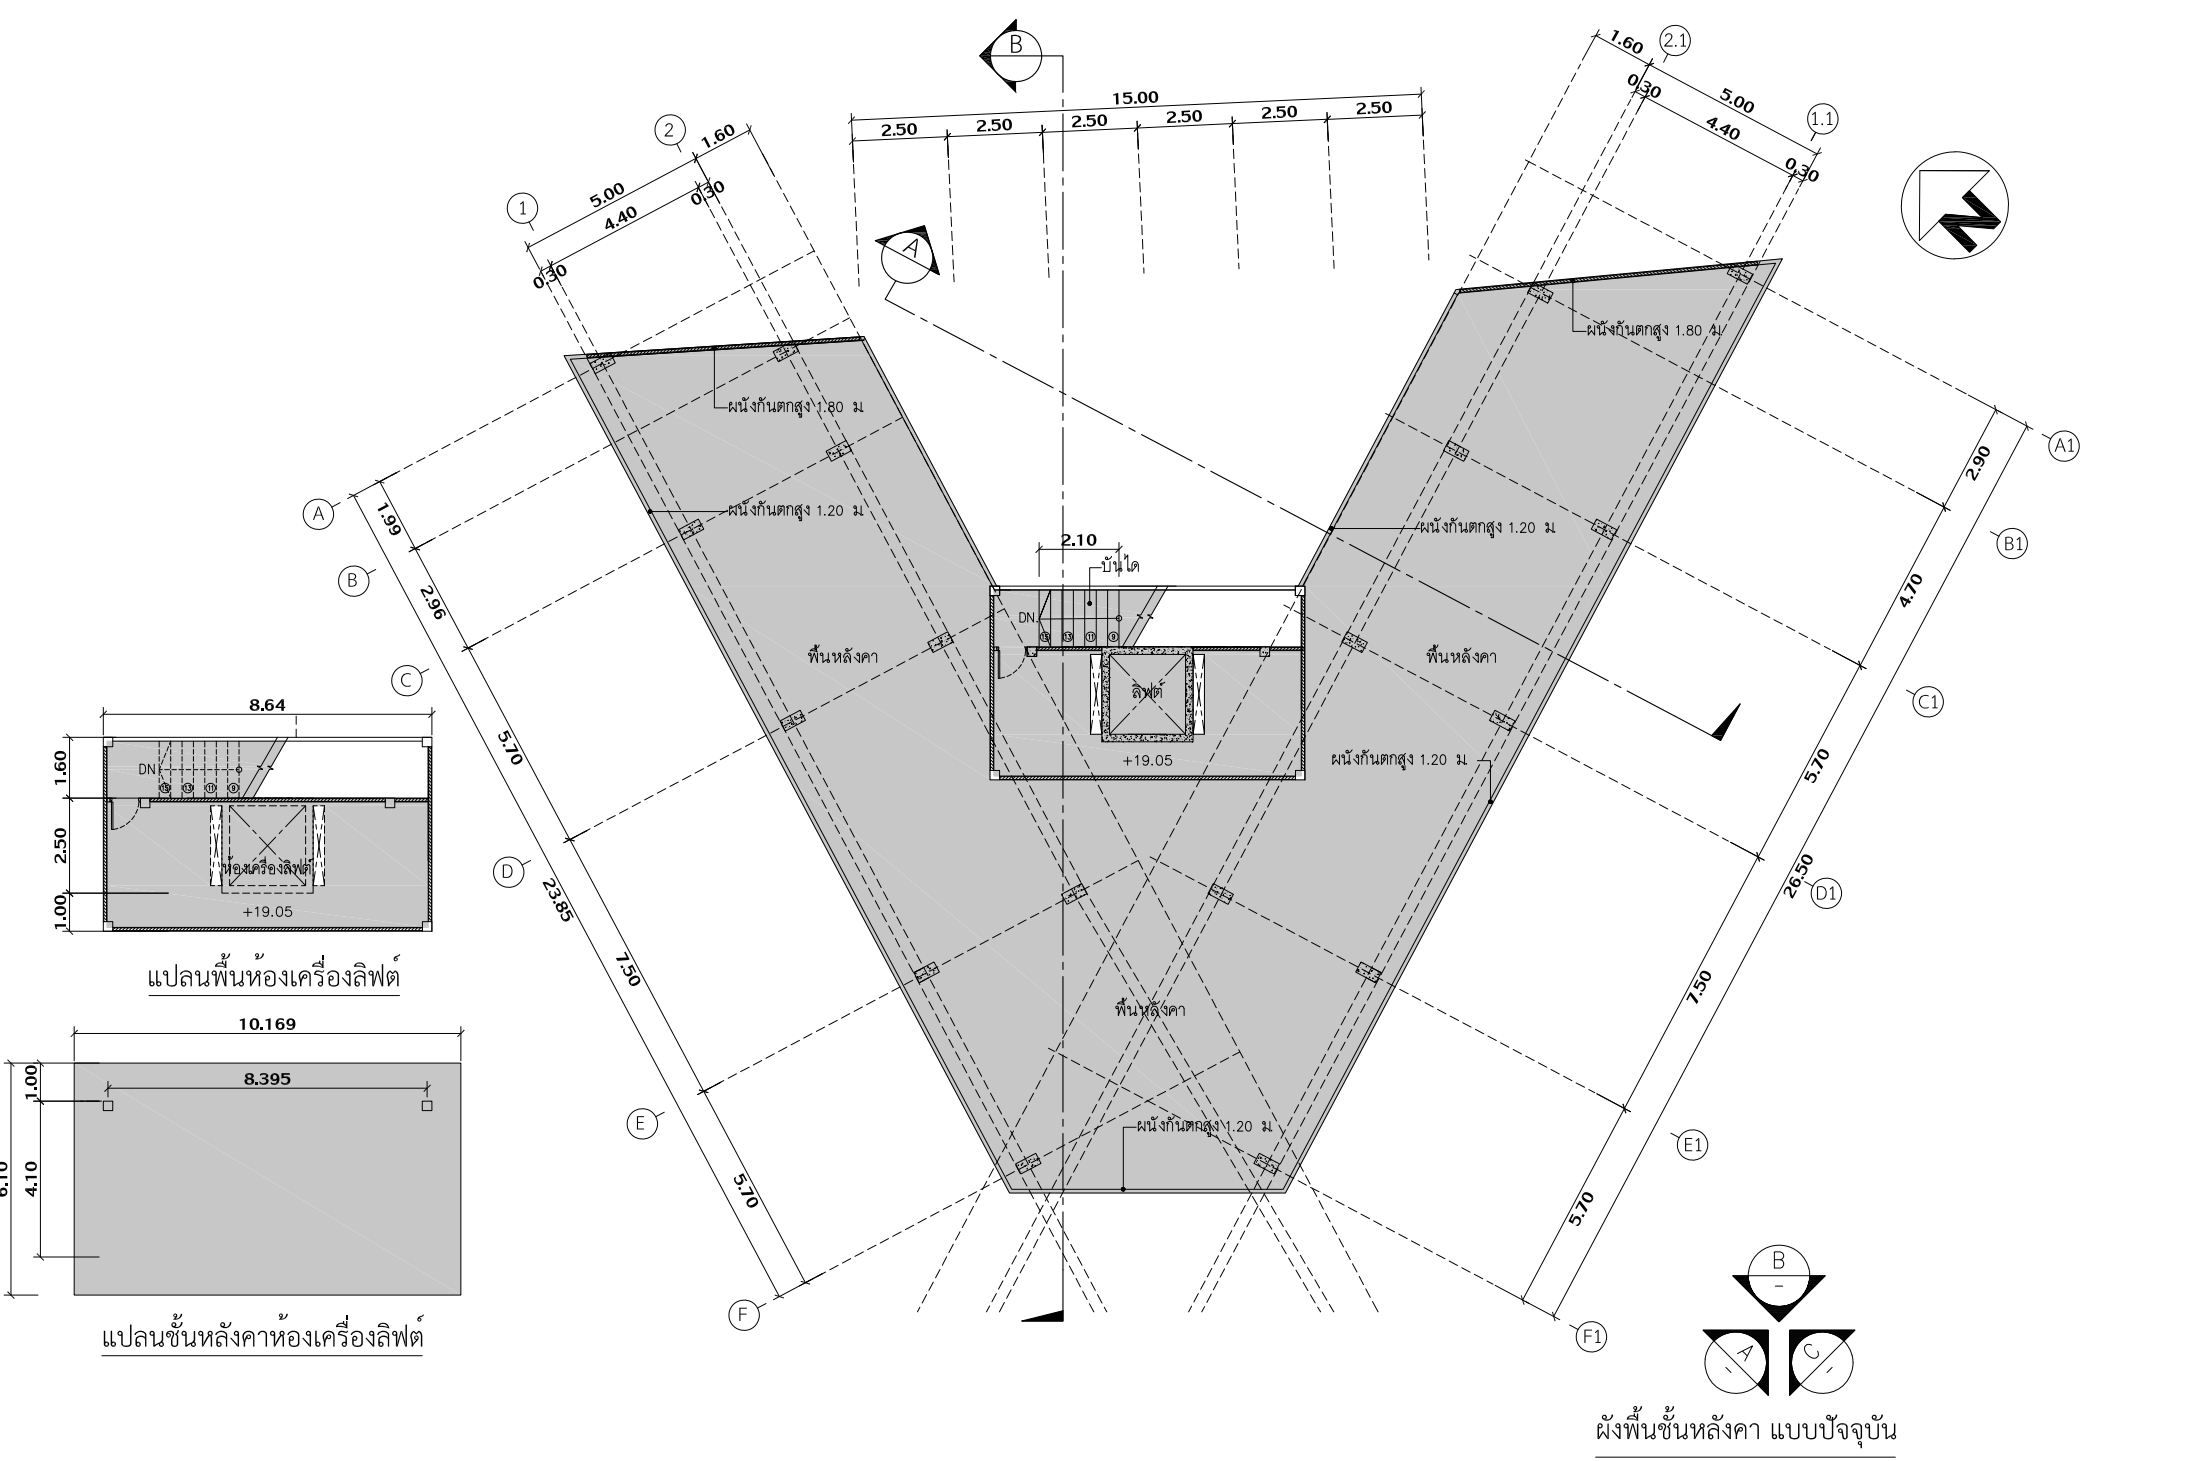 B
2.1
1.60
0.30
5.00
4.40
1.1
0.30
15.00
2.50
2.50
2.50
2.50
2.50
2.50
2
1.60
5.00
4.40
0.30
1
0.30
A
N
ผนังกันตกสูง 1.80 ม.
ผนังกันตกสูง 1.80 ม.
A
1.99
B
2.96
C
5.70
D
23.85
7.50
E
5.70
F
A1
2.90
B1
4.70
C1
5.70
26.50
D1
7.50
E1
5.70
F1
ผนังกันตกสูง 1.20 ม.
ผนังกันตกสูง 1.20 ม.
2.10
บันได
DN.
15 13 11 9
พื้นหลังคา
พื้นหลังคา
ลิฟต์
+19.05
ผนังกันตกสูง 1.20 ม.
พื้นหลังคา
ผนังกันตกสูง 1.20 ม.
8.64
1.60
DN
15 13 11 9
2.50
ห้องเครื่องลิฟต์
1.00
+19.05
แปลนพื้นห้องเครื่องลิฟต์
10.169
1.00
8.395
4.10
6.10
แปลนชั้นหลังคาห้องเครื่องลิฟต์
B
-
A
-
C
-
ผังพื้นชั้นหลังคา แบบปัจจุบัน